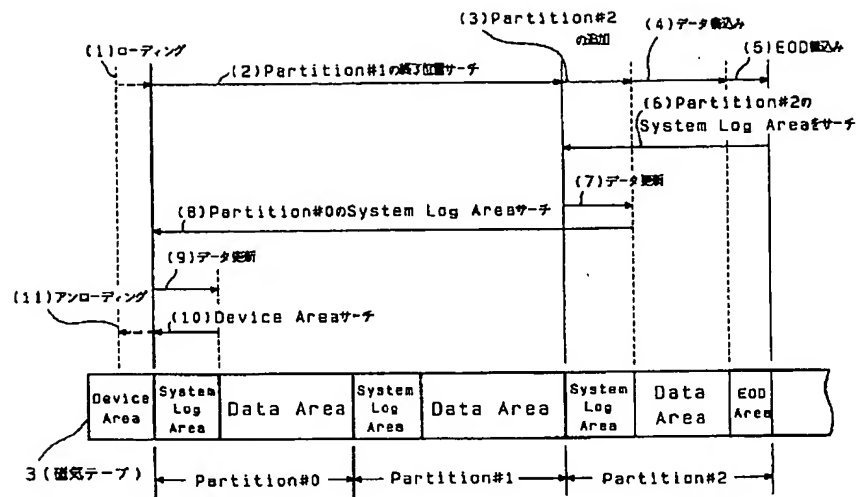 (1)ローディング
(2)Partition#1の終了位置サーチ
(3)Partition#2
の追加
(4)データ書込み
(5)EOD書込み
(6)Partition#2の
System Log Areaをサーチ
(7)データ更新
(8)Partition#0のSystem Log Areaサーチ
(9)データ更新
(10)Device Areaサーチ
(11)アンローディング
Device
Area
System
Log
Area
Data Area
System
Log
Area
Data Area
System
Log
Area
Data
Area
EOD
Area
3(磁気テープ)
Partition#0
Partition#1
Partition#2